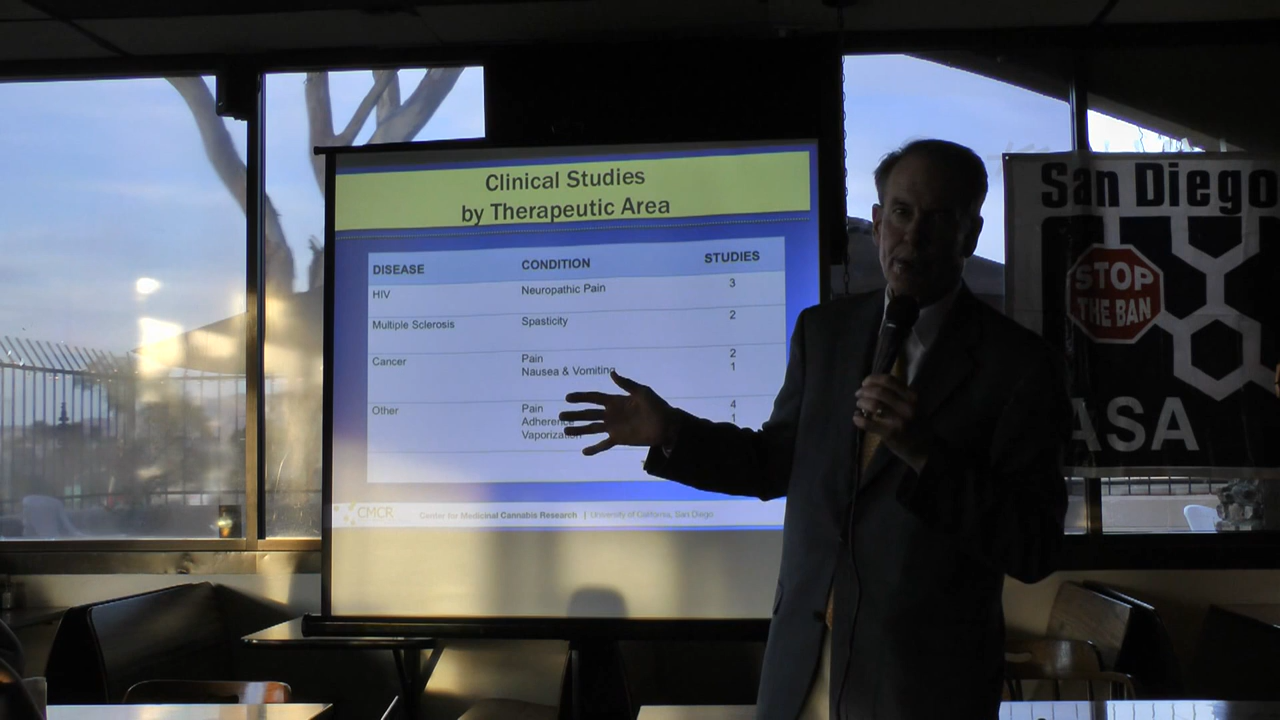 Clinical Studies
by Therapeutic Area
DISEASE CONDITION STUDIES
HIV Neuropathic Pain 3
Multiple Sclerosis Spasticity 2
Cancer Pain 2
Nausea & Vomiting 1
Other Pain 4
Adherence 1
Vaporization
CMCR Center for Medicinal Cannabis Research | University of California, San Diego
San Diego
STOP
THE BAN
ASA